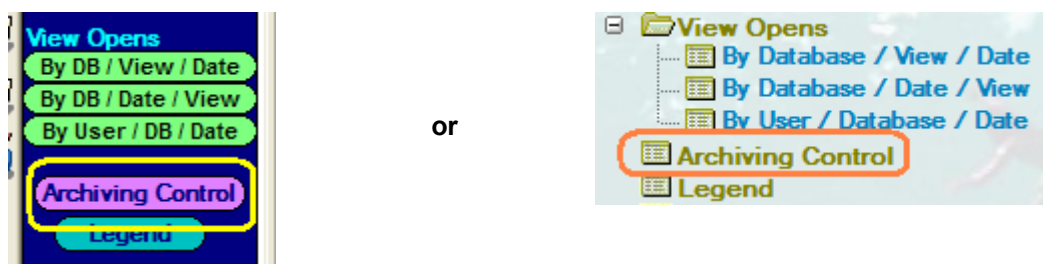 View Opens
By DB / View / Date
By DB / Date / View
By User / DB / Date
Archiving Control
Legend
or
View Opens
By Database / View / Date
By Database / Date / View
By User / Database / Date
Archiving Control
Legend